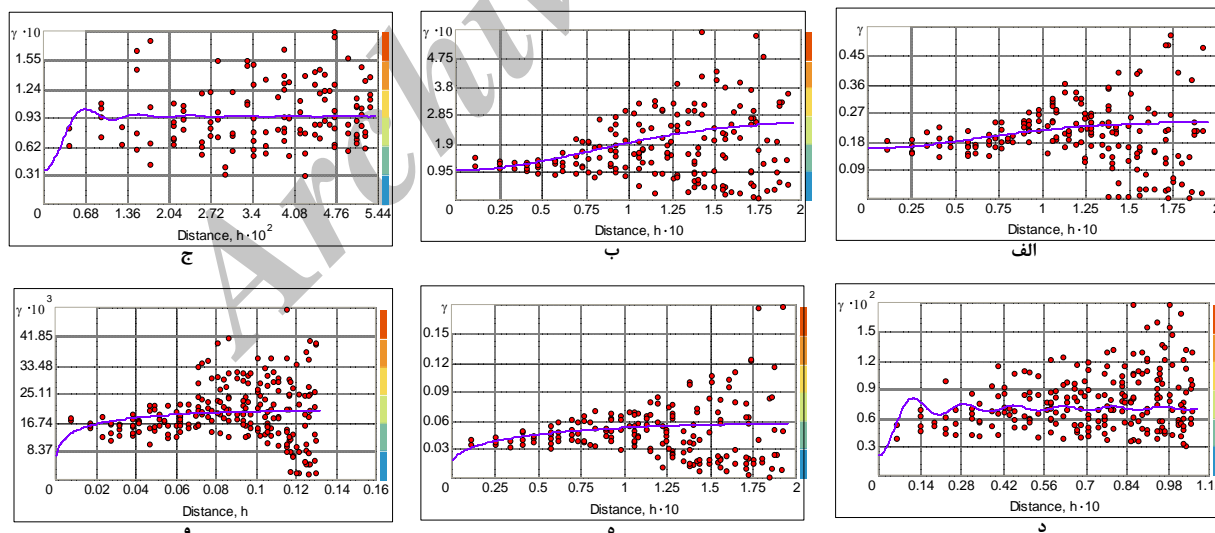 γ ·10
1.55
1.24
0.93
0.62
0.31
0 0.68 1.36 2.04 2.72 3.4 4.08 4.76 5.44
Distance, h·10²
ج
γ ·10
4.75
3.8
2.85
1.9
0.95
0 0.25 0.5 0.75 1 1.25 1.5 1.75 2
Distance, h·10
ب
γ
0.45
0.36
0.27
0.18
0.09
0 0.25 0.5 0.75 1 1.25 1.5 1.75 2
Distance, h·10
الف
γ ·10³
41.85
33.48
25.11
16.74
8.37
0 0.02 0.04 0.06 0.08 0.1 0.12 0.14 0.16
Distance, h
و
γ
0.15
0.12
0.09
0.06
0.03
0 0.25 0.5 0.75 1 1.25 1.5 1.75 2
Distance, h·10
ه
γ ·10²
1.5
1.2
0.9
0.6
0.3
0 0.14 0.28 0.42 0.56 0.7 0.84 0.98 1.1
Distance, h·10
د
Archiv